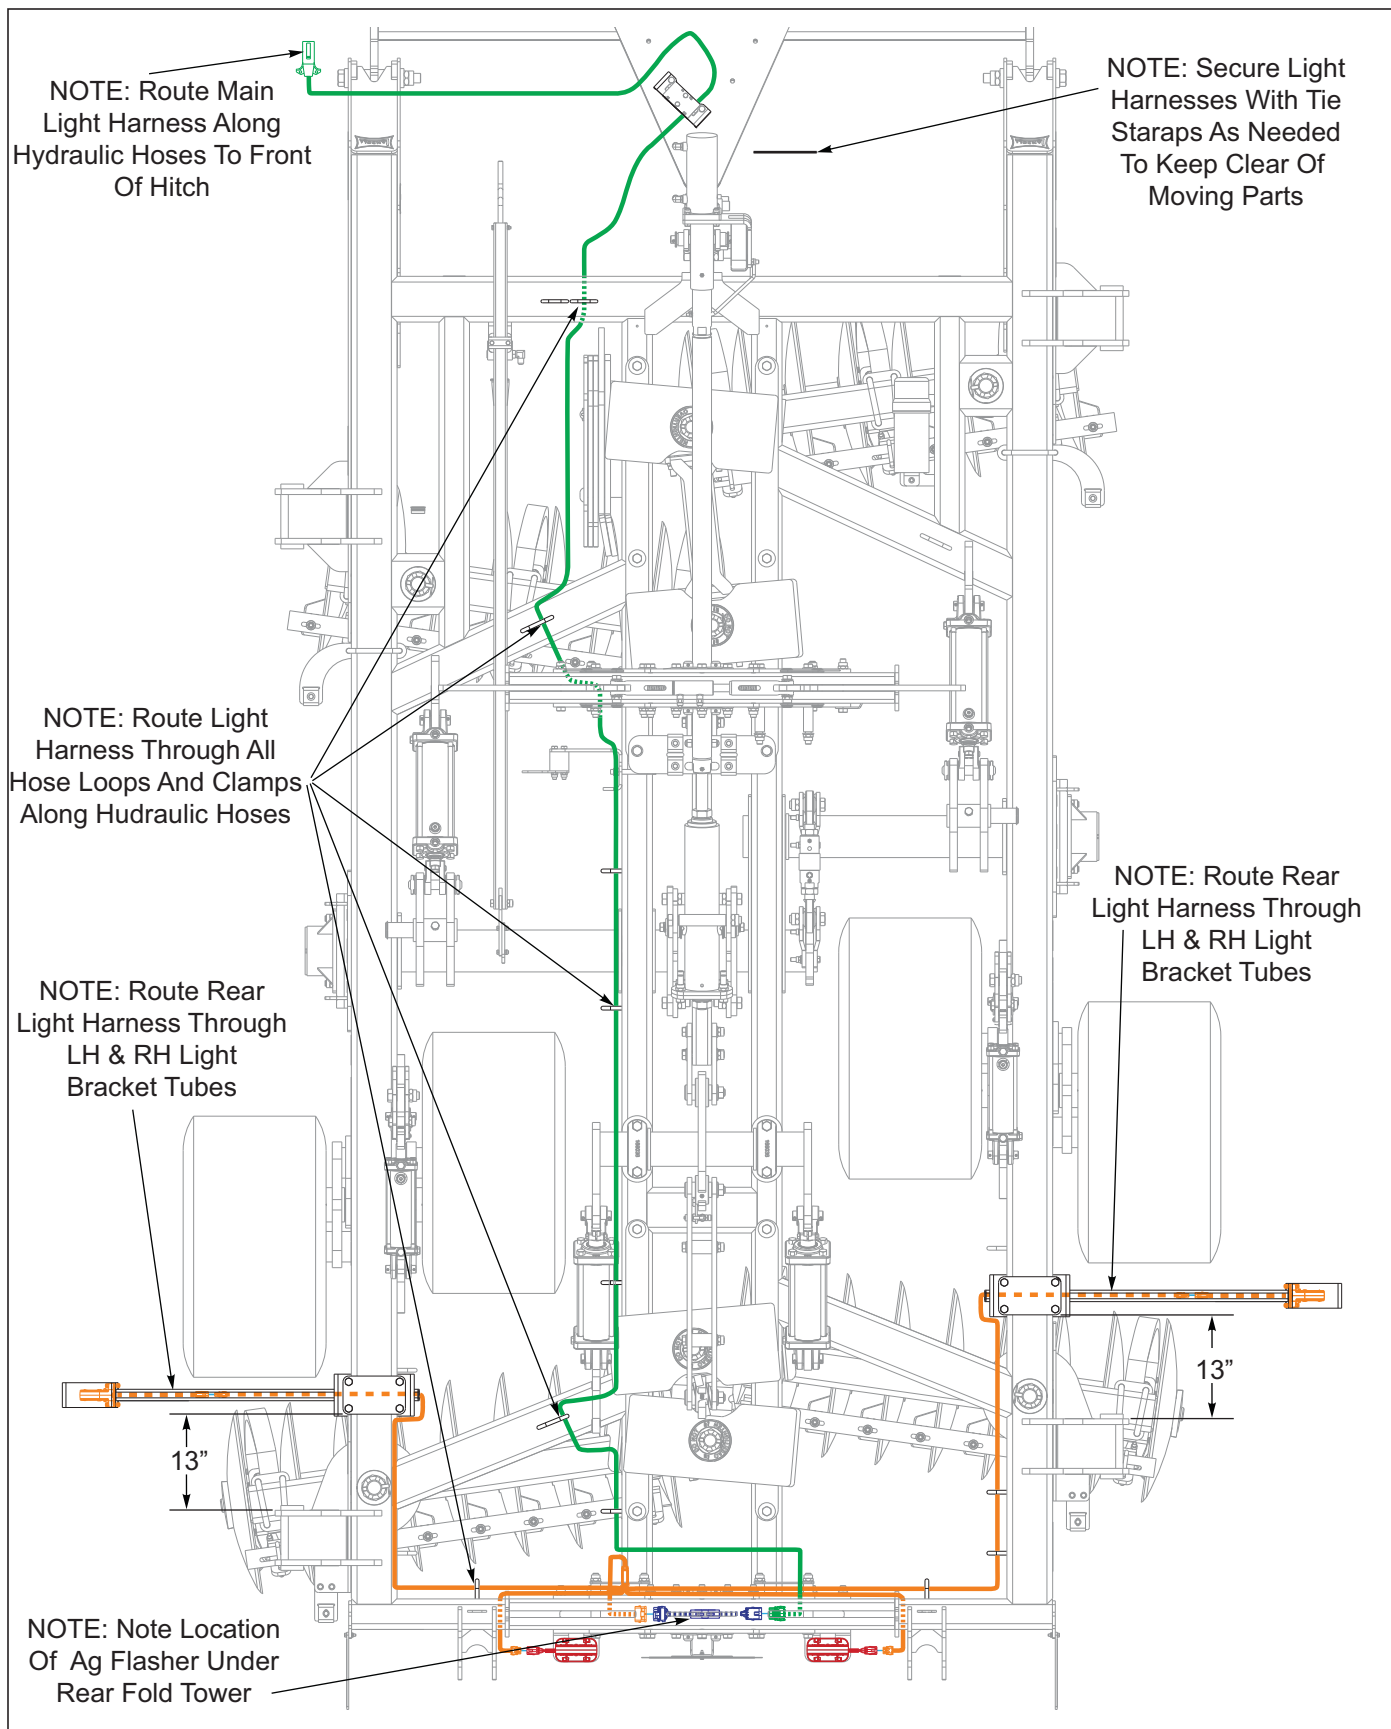 NOTE: Route Main
Light Harness Along
Hydraulic Hoses To Front
Of Hitch
NOTE: Secure Light
Harnesses With Tie
Staraps As Needed
To Keep Clear Of
Moving Parts
NOTE: Route Light
Harness Through All
Hose Loops And Clamps
Along Hudraulic Hoses
NOTE: Route Rear
Light Harness Through
LH & RH Light
Bracket Tubes
NOTE: Route Rear
Light Harness Through
LH & RH Light
Bracket Tubes
13”
13”
NOTE: Note Location
Of Ag Flasher Under
Rear Fold Tower